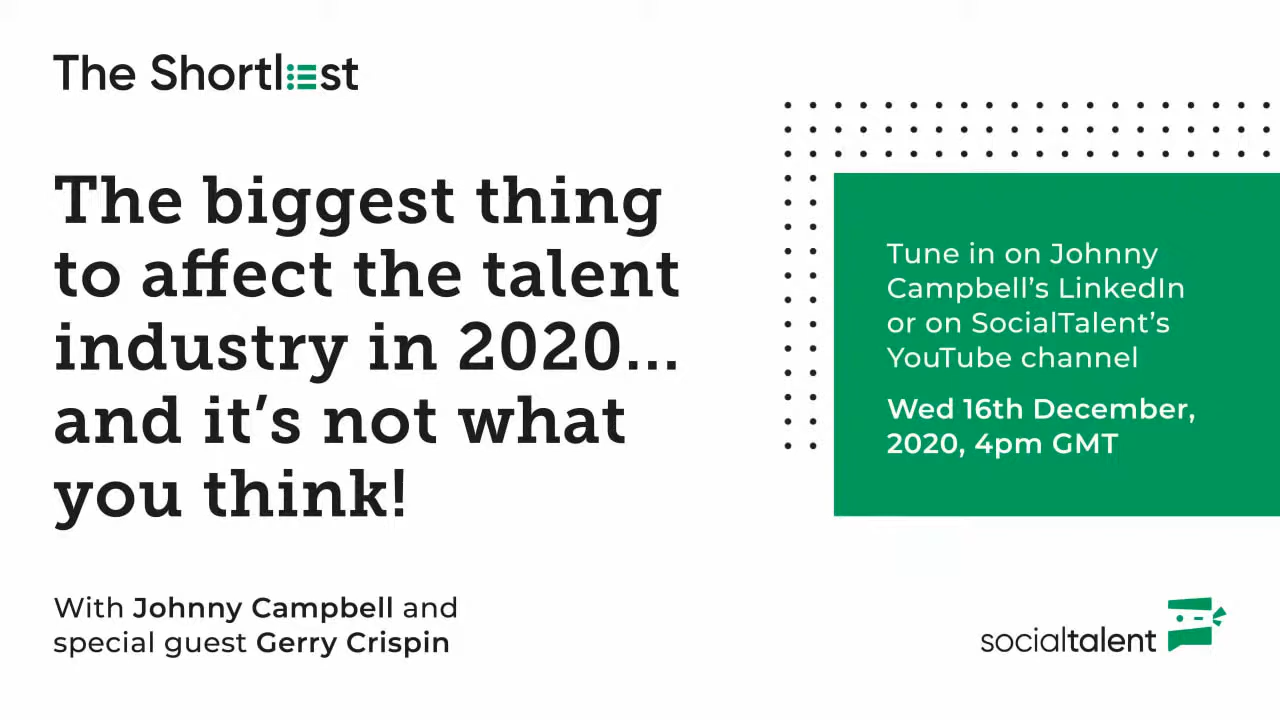 The Shortlist
The biggest thing
to affect the talent
industry in 2020...
and it's not what
you think!
With Johnny Campbell and
special guest Gerry Crispin
Tune in on Johnny
Campbell's LinkedIn
or on SocialTalent's
YouTube channel
Wed 16th December,
2020, 4pm GMT
socialtalent